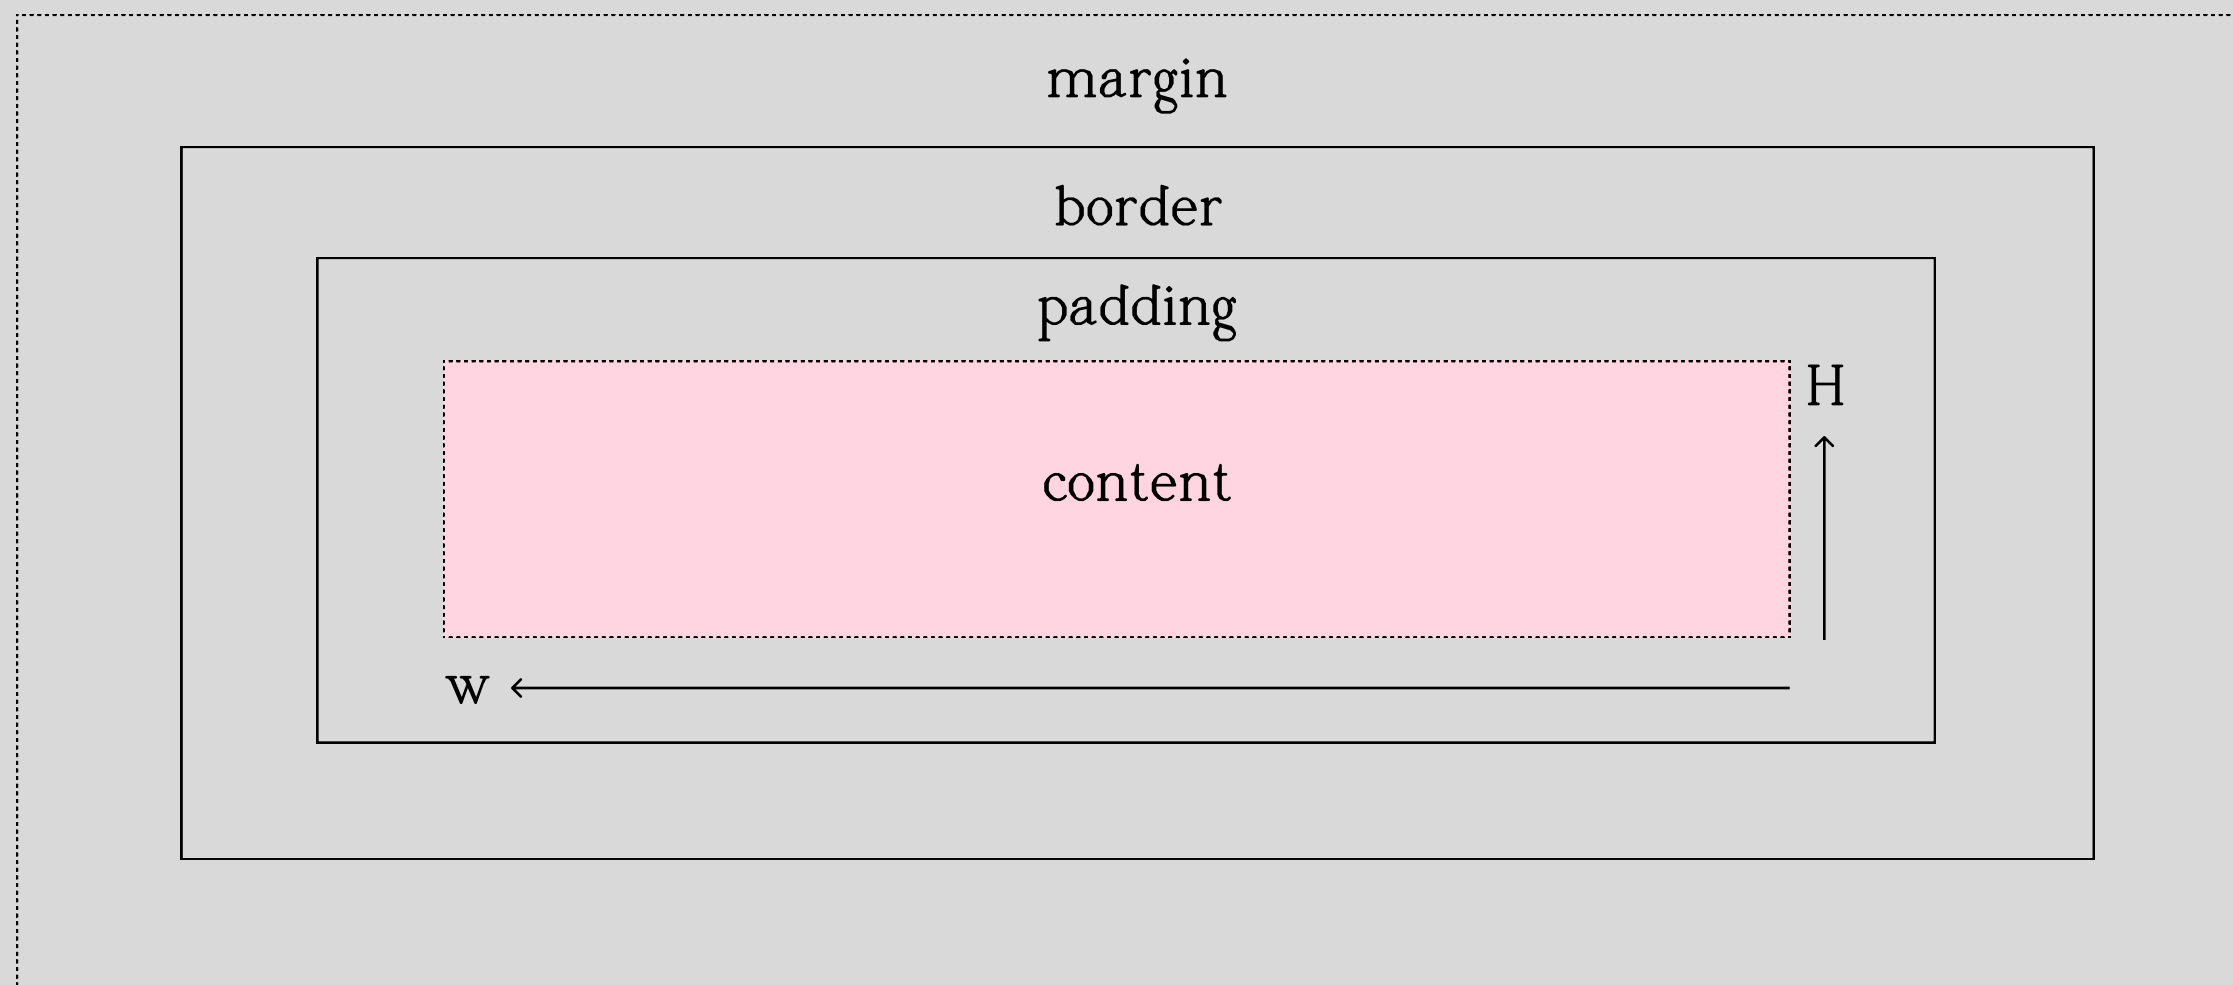 margin
border
padding
H
content
w